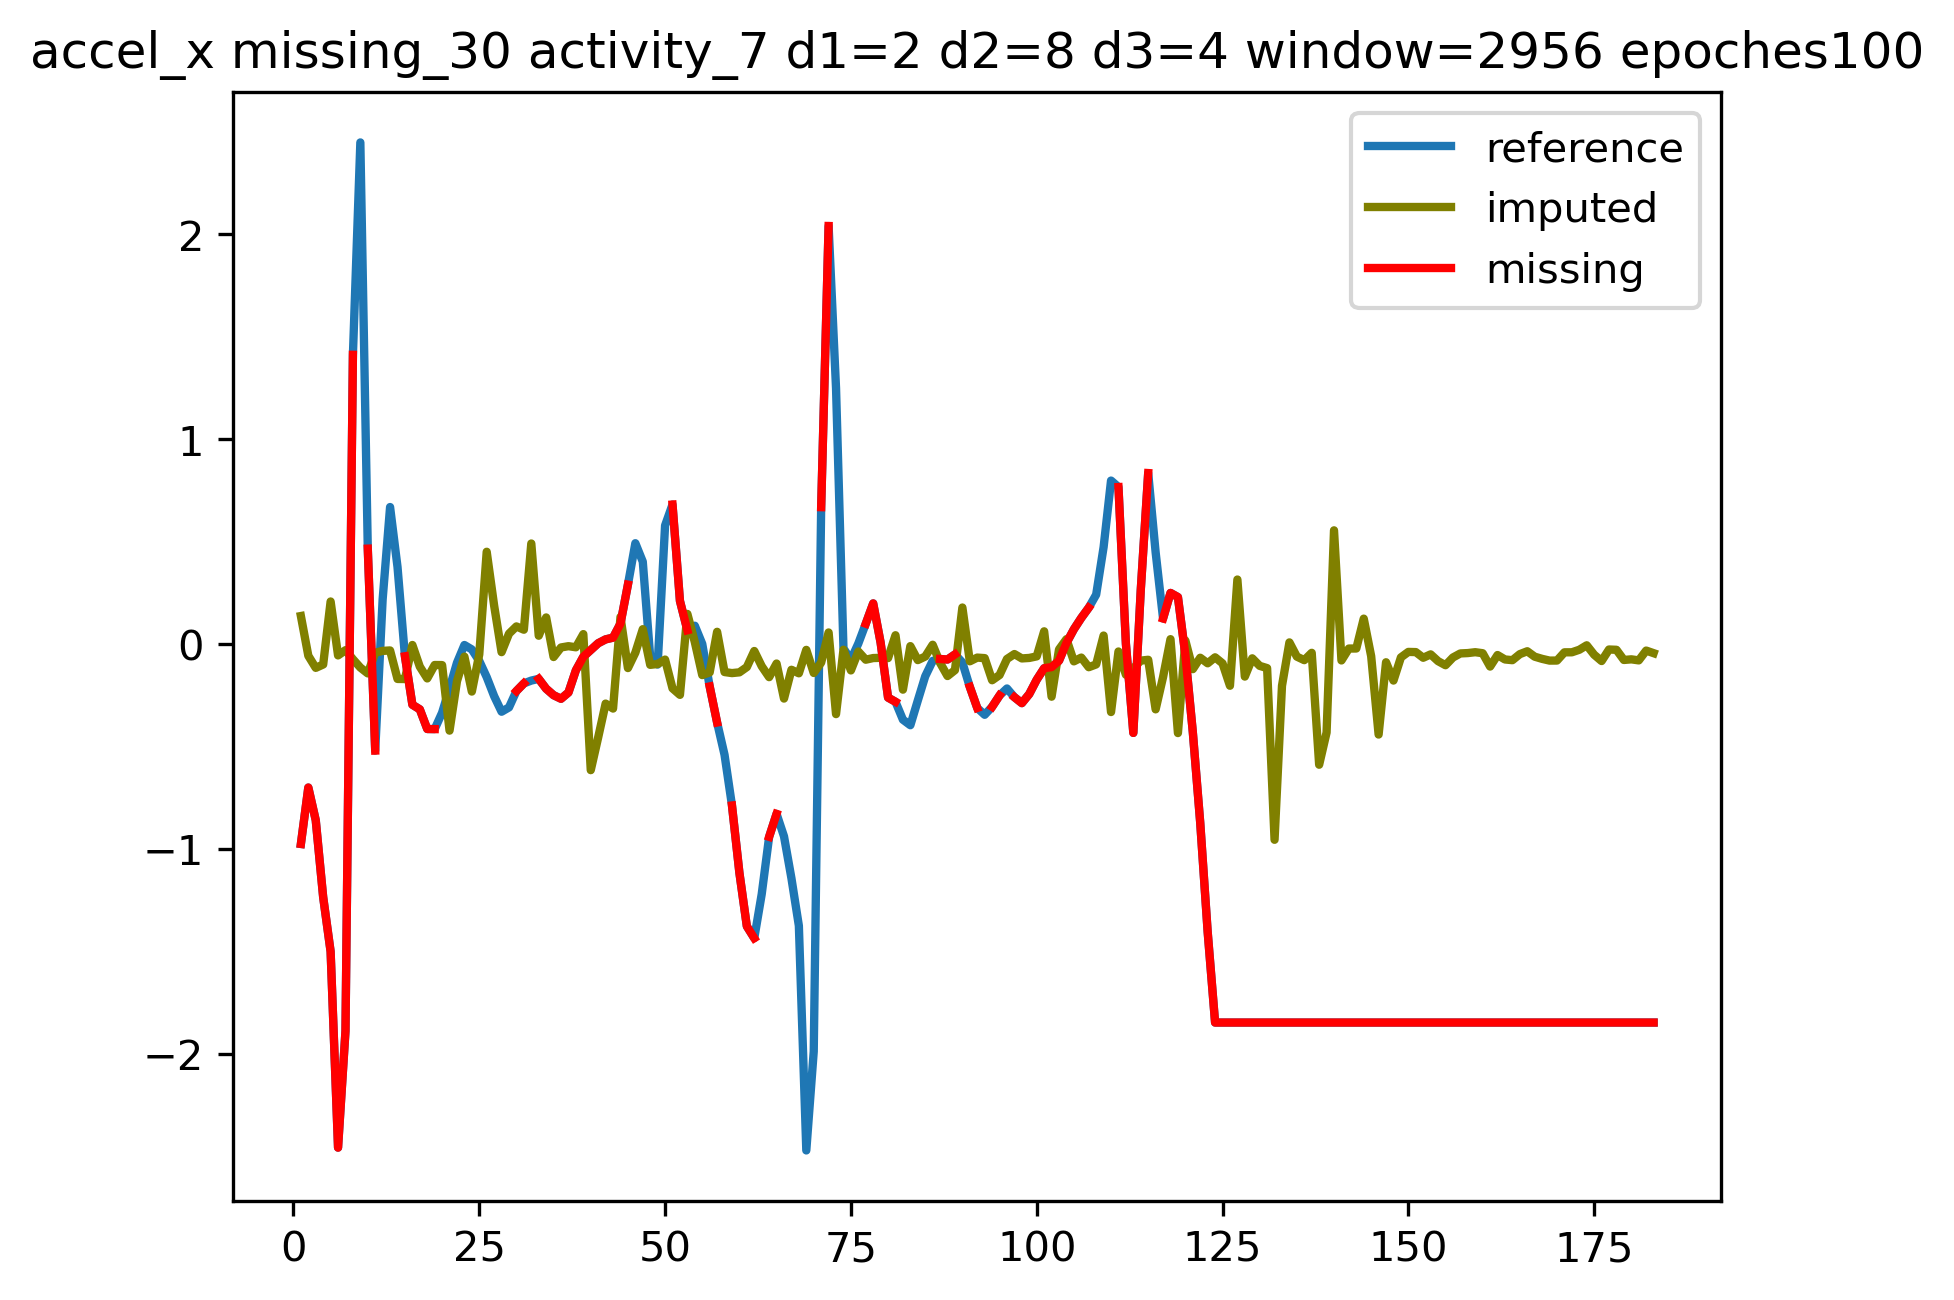 accel_x missing_30 activity_7 d1=2 d2=8 d3=4 window=2956 epoches100
reference
imputed
missing
2
1
0
−1
−2
0 25 50 75 100 125 150 175